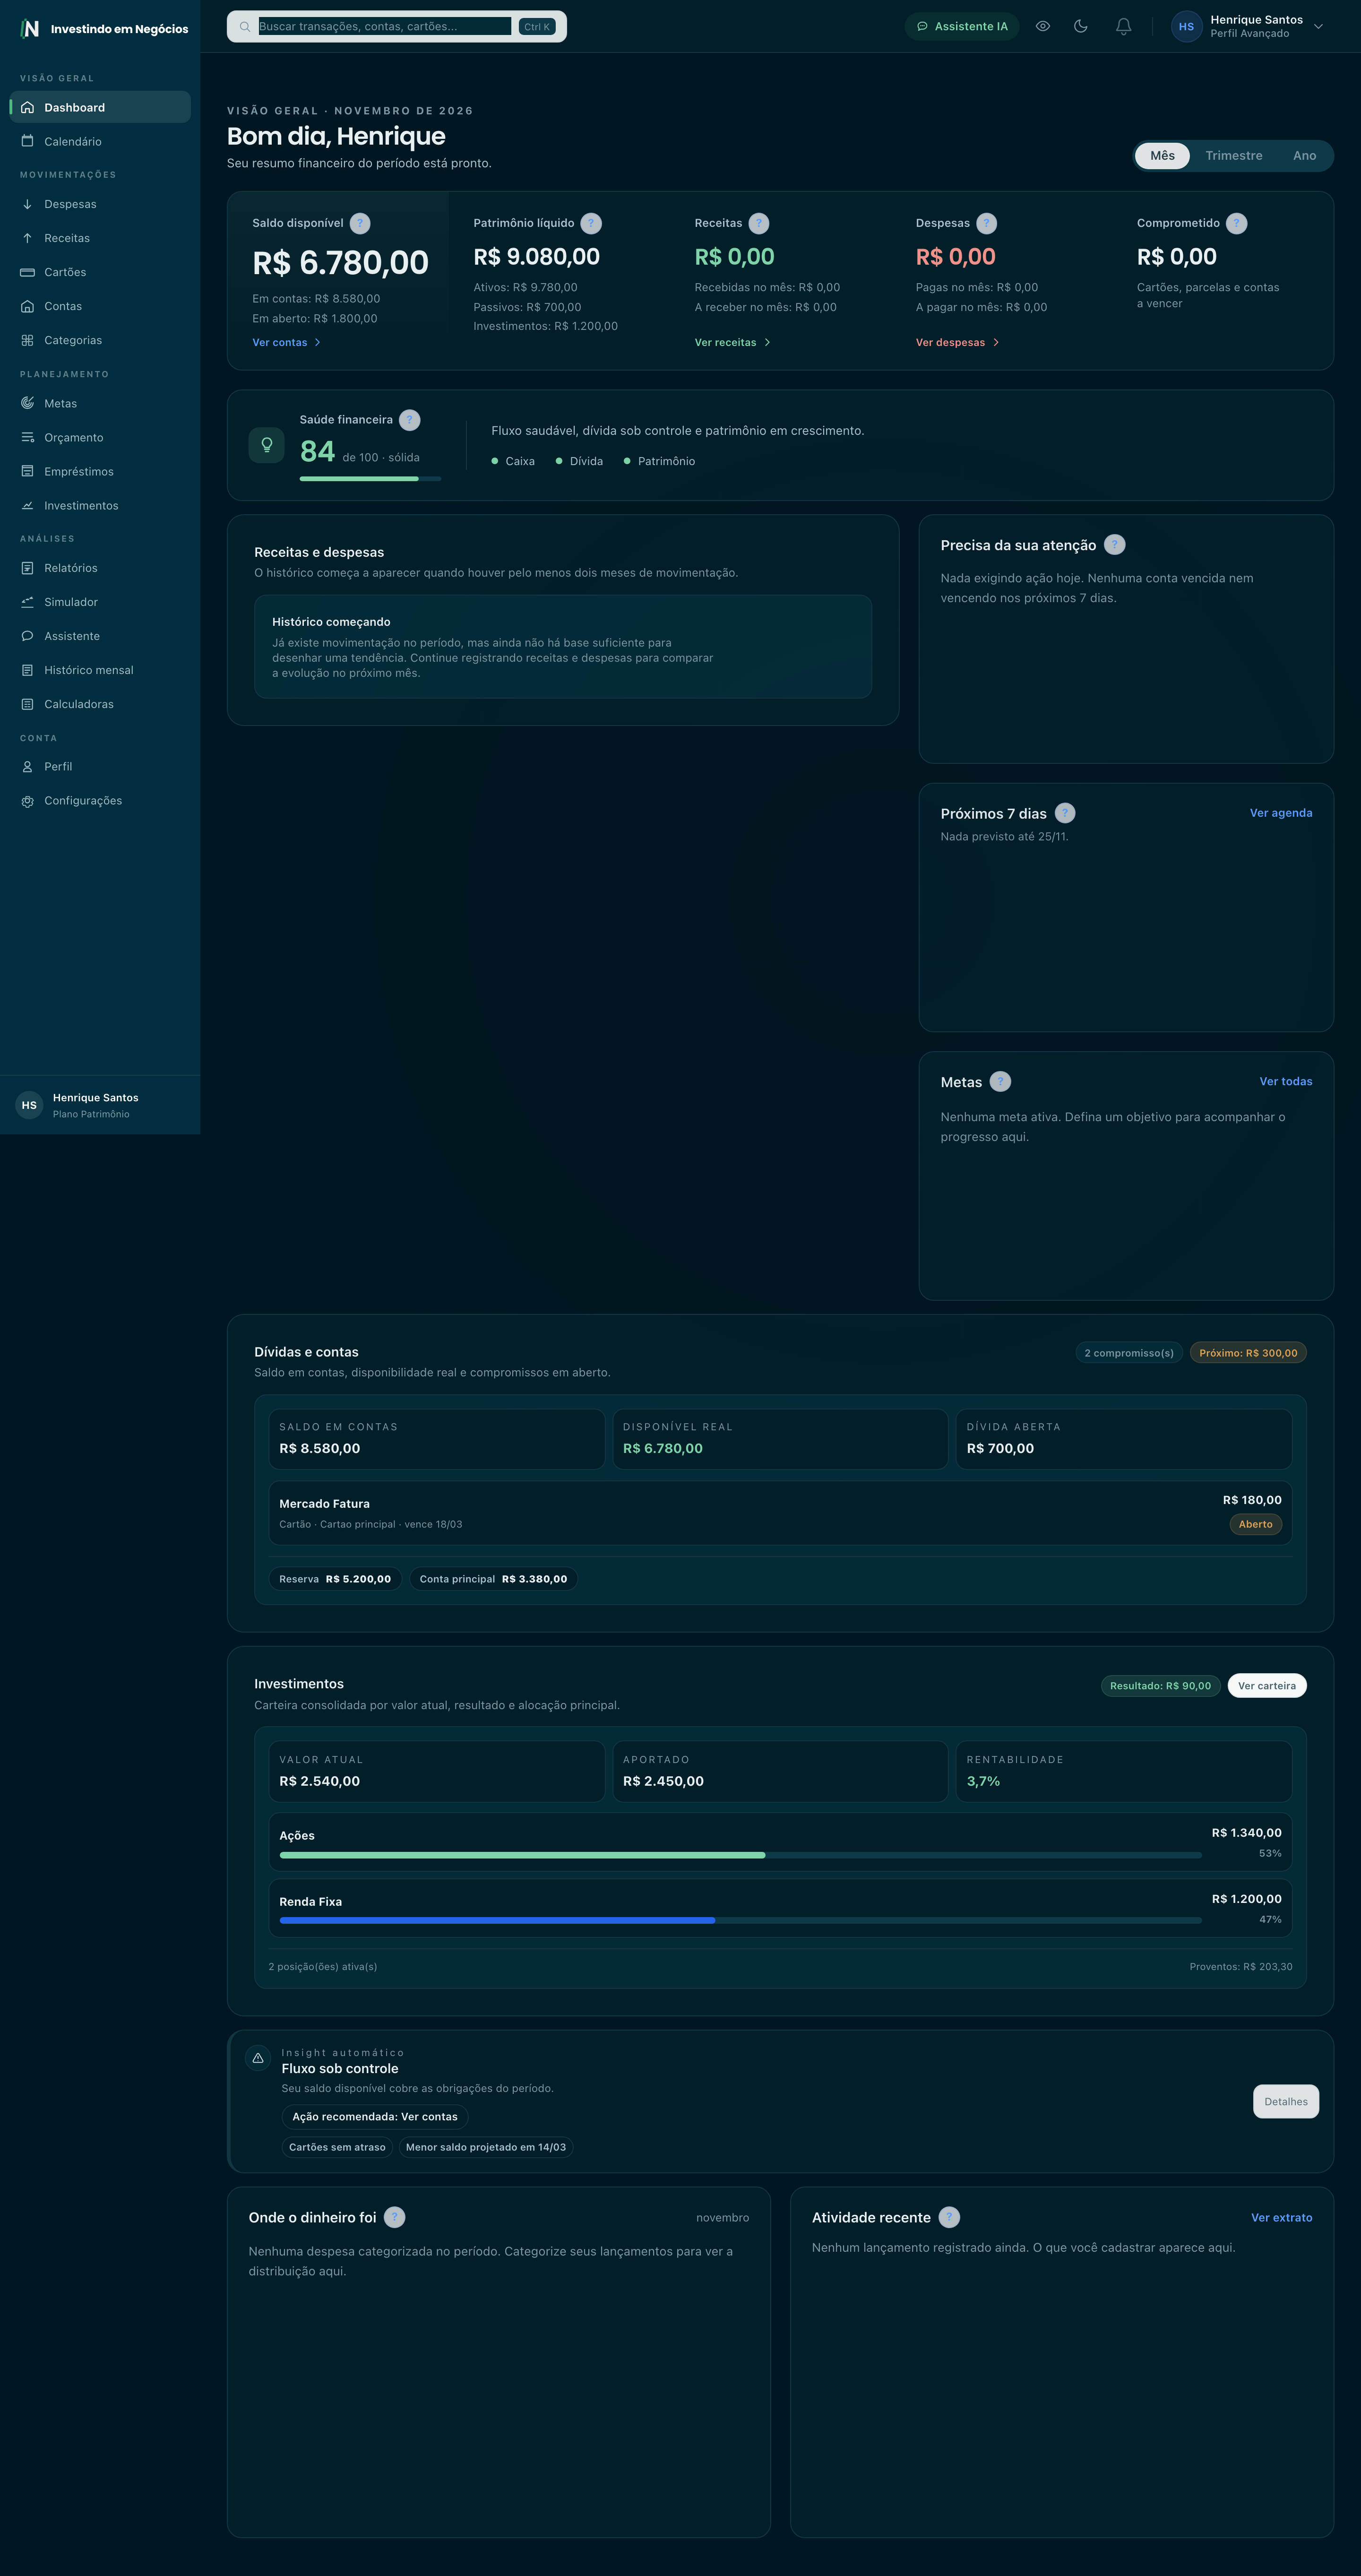 Investindo em Negócios
VISÃO GERAL
Dashboard
Calendário
MOVIMENTAÇÕES
Despesas
Receitas
Cartões
Contas
Categorias
PLANEJAMENTO
Metas
Orçamento
Empréstimos
Investimentos
ANÁLISES
Relatórios
Simulador
Assistente
Histórico mensal
Calculadoras
CONTA
Perfil
Configurações
HS
Henrique Santos
Plano Patrimônio
Buscar transações, contas, cartões...
Ctrl K
Assistente IA
HS
Henrique Santos
Perfil Avançado
VISÃO GERAL · NOVEMBRO DE 2026
Bom dia, Henrique
Seu resumo financeiro do período está pronto.
Mês Trimestre Ano
Saldo disponível ?
R$ 6.780,00
Em contas: R$ 8.580,00
Em aberto: R$ 1.800,00
Ver contas
Patrimônio líquido ?
R$ 9.080,00
Ativos: R$ 9.780,00
Passivos: R$ 700,00
Investimentos: R$ 1.200,00
Receitas ?
R$ 0,00
Recebidas no mês: R$ 0,00
A receber no mês: R$ 0,00
Ver receitas
Despesas ?
R$ 0,00
Pagas no mês: R$ 0,00
A pagar no mês: R$ 0,00
Ver despesas
Comprometido ?
R$ 0,00
Cartões, parcelas e contas
a vencer
Saúde financeira ?
84 de 100 · sólida
Fluxo saudável, dívida sob controle e patrimônio em crescimento.
Caixa Dívida Patrimônio
Receitas e despesas
O histórico começa a aparecer quando houver pelo menos dois meses de movimentação.
Histórico começando
Já existe movimentação no período, mas ainda não há base suficiente para
desenhar uma tendência. Continue registrando receitas e despesas para comparar
a evolução no próximo mês.
Precisa da sua atenção ?
Nada exigindo ação hoje. Nenhuma conta vencida nem
vencendo nos próximos 7 dias.
Próximos 7 dias ?
Ver agenda
Nada previsto até 25/11.
Metas ?
Ver todas
Nenhuma meta ativa. Defina um objetivo para acompanhar o
progresso aqui.
Dívidas e contas
Saldo em contas, disponibilidade real e compromissos em aberto.
2 compromisso(s)
Próximo: R$ 300,00
SALDO EM CONTAS
R$ 8.580,00
DISPONÍVEL REAL
R$ 6.780,00
DÍVIDA ABERTA
R$ 700,00
Mercado Fatura
Cartão · Cartao principal · vence 18/03
R$ 180,00
Aberto
Reserva R$ 5.200,00
Conta principal R$ 3.380,00
Investimentos
Carteira consolidada por valor atual, resultado e alocação principal.
Resultado: R$ 90,00
Ver carteira
VALOR ATUAL
R$ 2.540,00
APORTADO
R$ 2.450,00
RENTABILIDADE
3,7%
Ações
R$ 1.340,00
53%
Renda Fixa
R$ 1.200,00
47%
2 posição(ões) ativa(s)
Proventos: R$ 203,30
Insight automático
Fluxo sob controle
Seu saldo disponível cobre as obrigações do período.
Ação recomendada: Ver contas
Cartões sem atraso
Menor saldo projetado em 14/03
Detalhes
Onde o dinheiro foi ?
novembro
Nenhuma despesa categorizada no período. Categorize seus lançamentos para ver a
distribuição aqui.
Atividade recente ?
Ver extrato
Nenhum lançamento registrado ainda. O que você cadastrar aparece aqui.